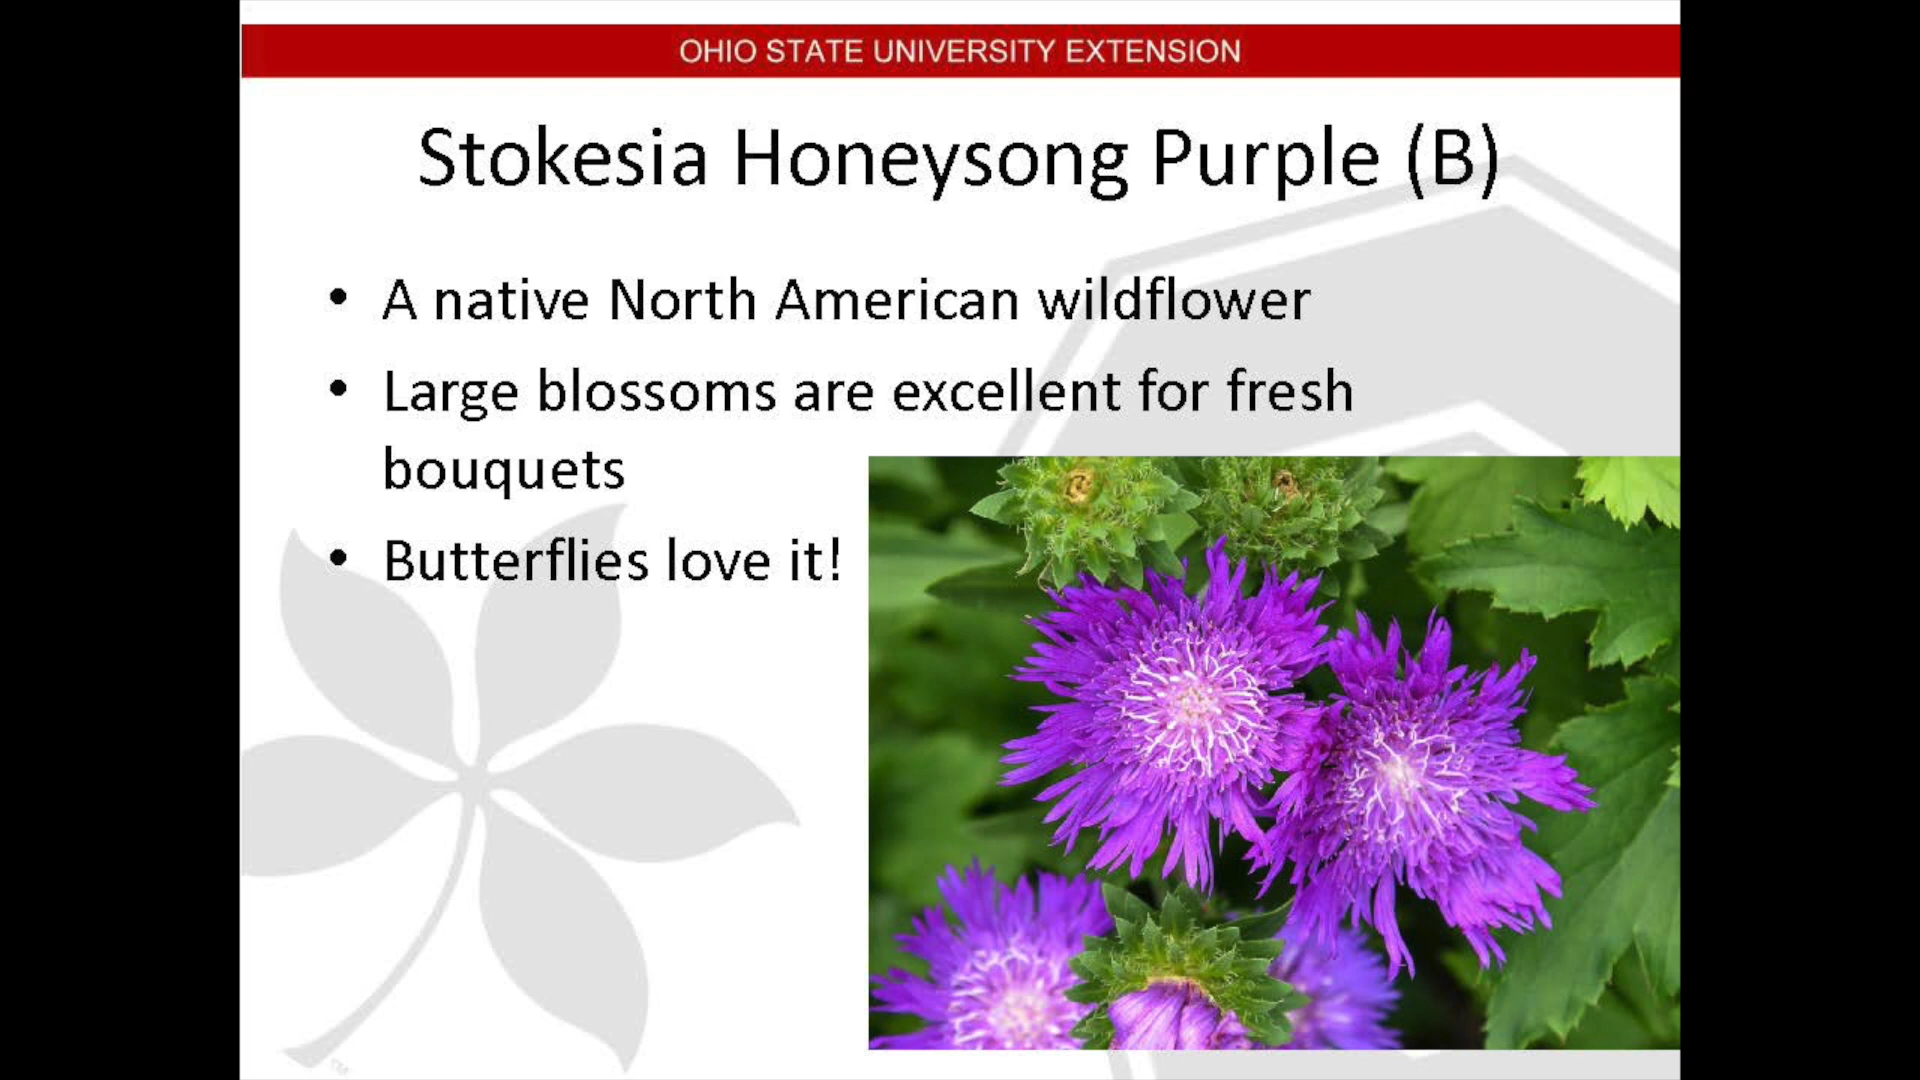 OHIO STATE UNIVERSITY EXTENSION
Stokesia Honeysong Purple (B)
• A native North American wildflower
• Large blossoms are excellent for fresh
bouquets
• Butterflies love it!
TM